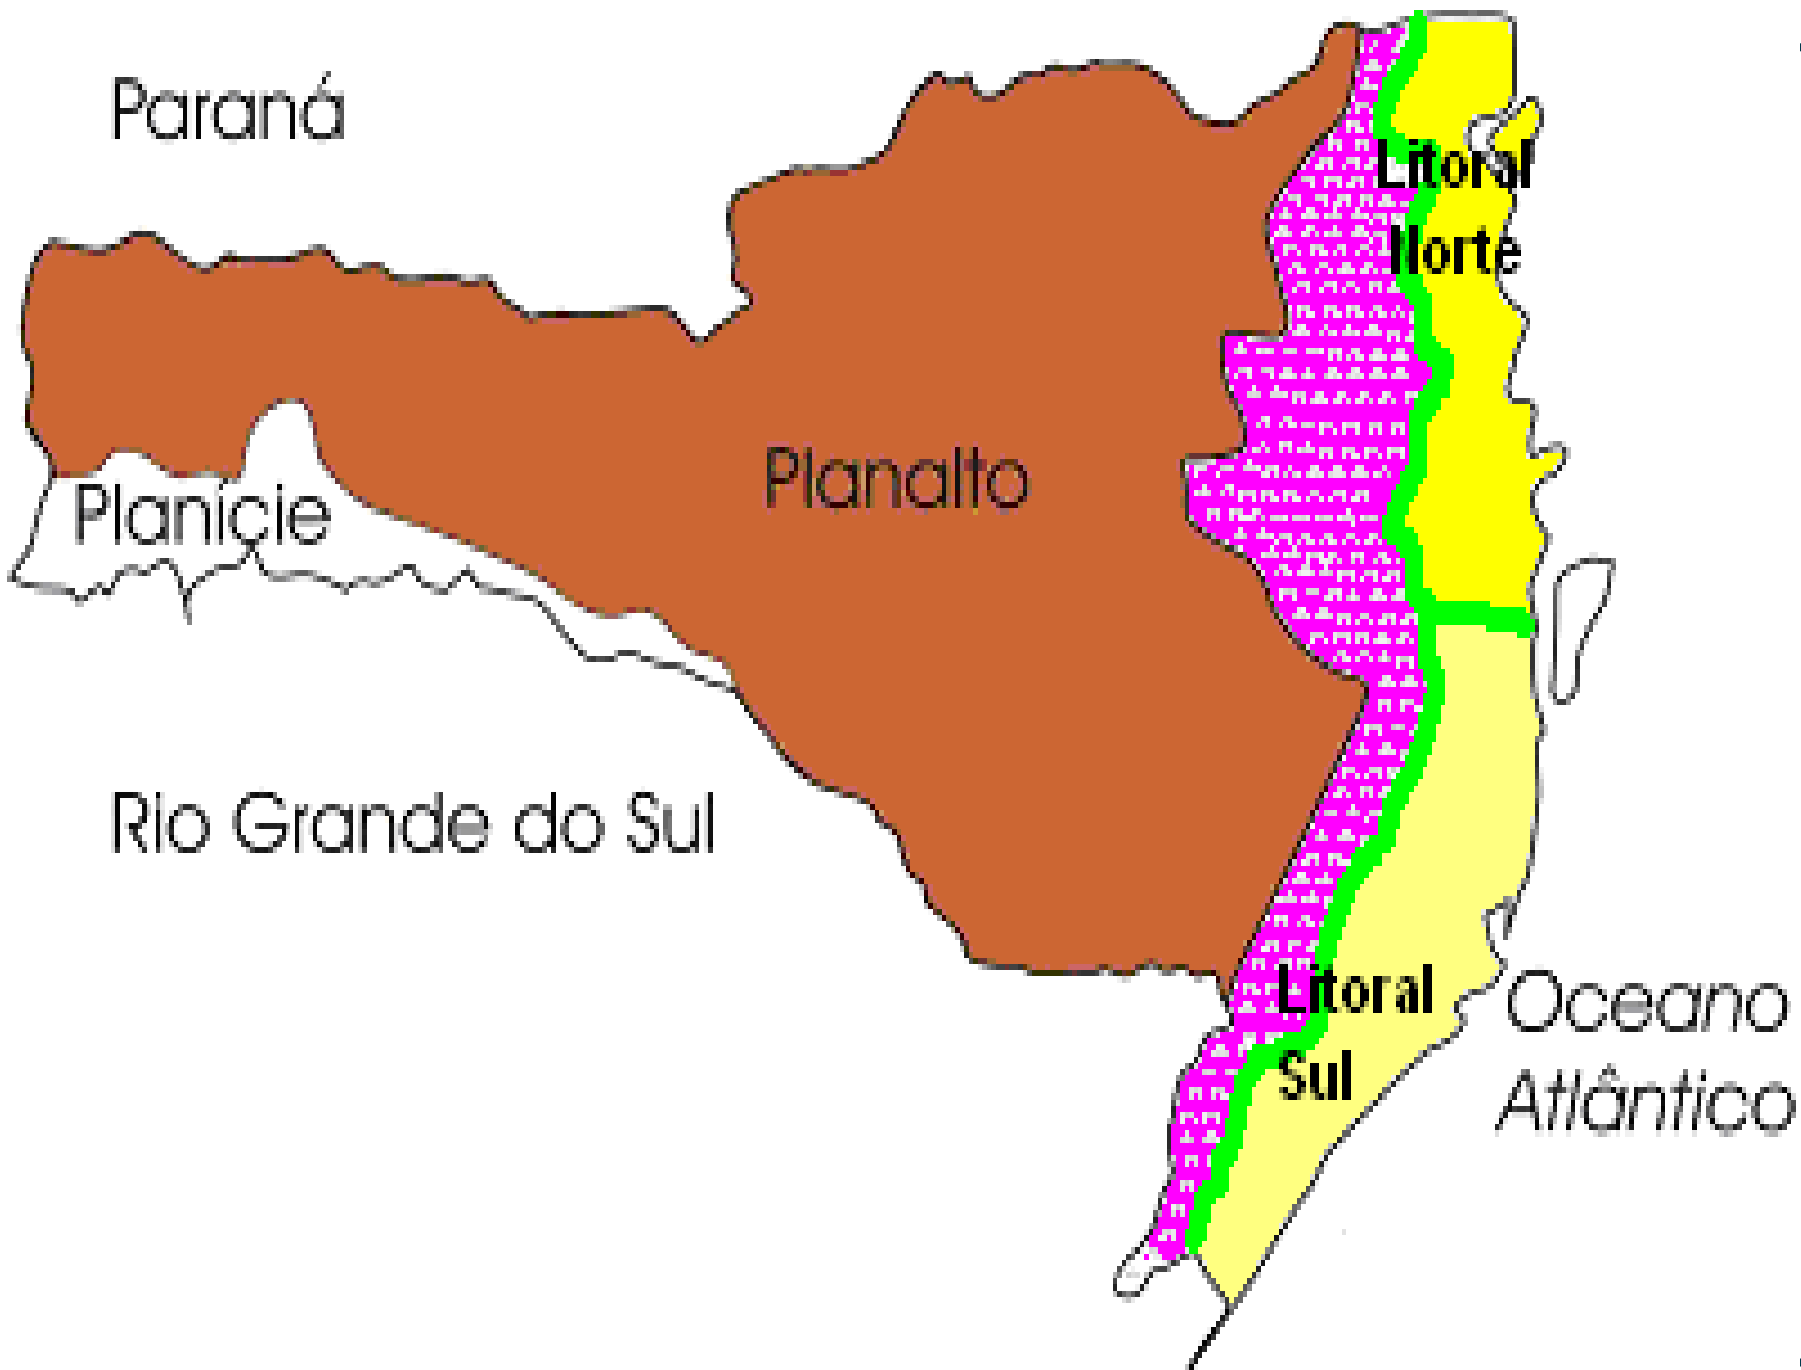 Paraná
Litoral
Norte
Planalto
Planície
Rio Grande do Sul
Litoral
Sul
Oceano
Atlântico